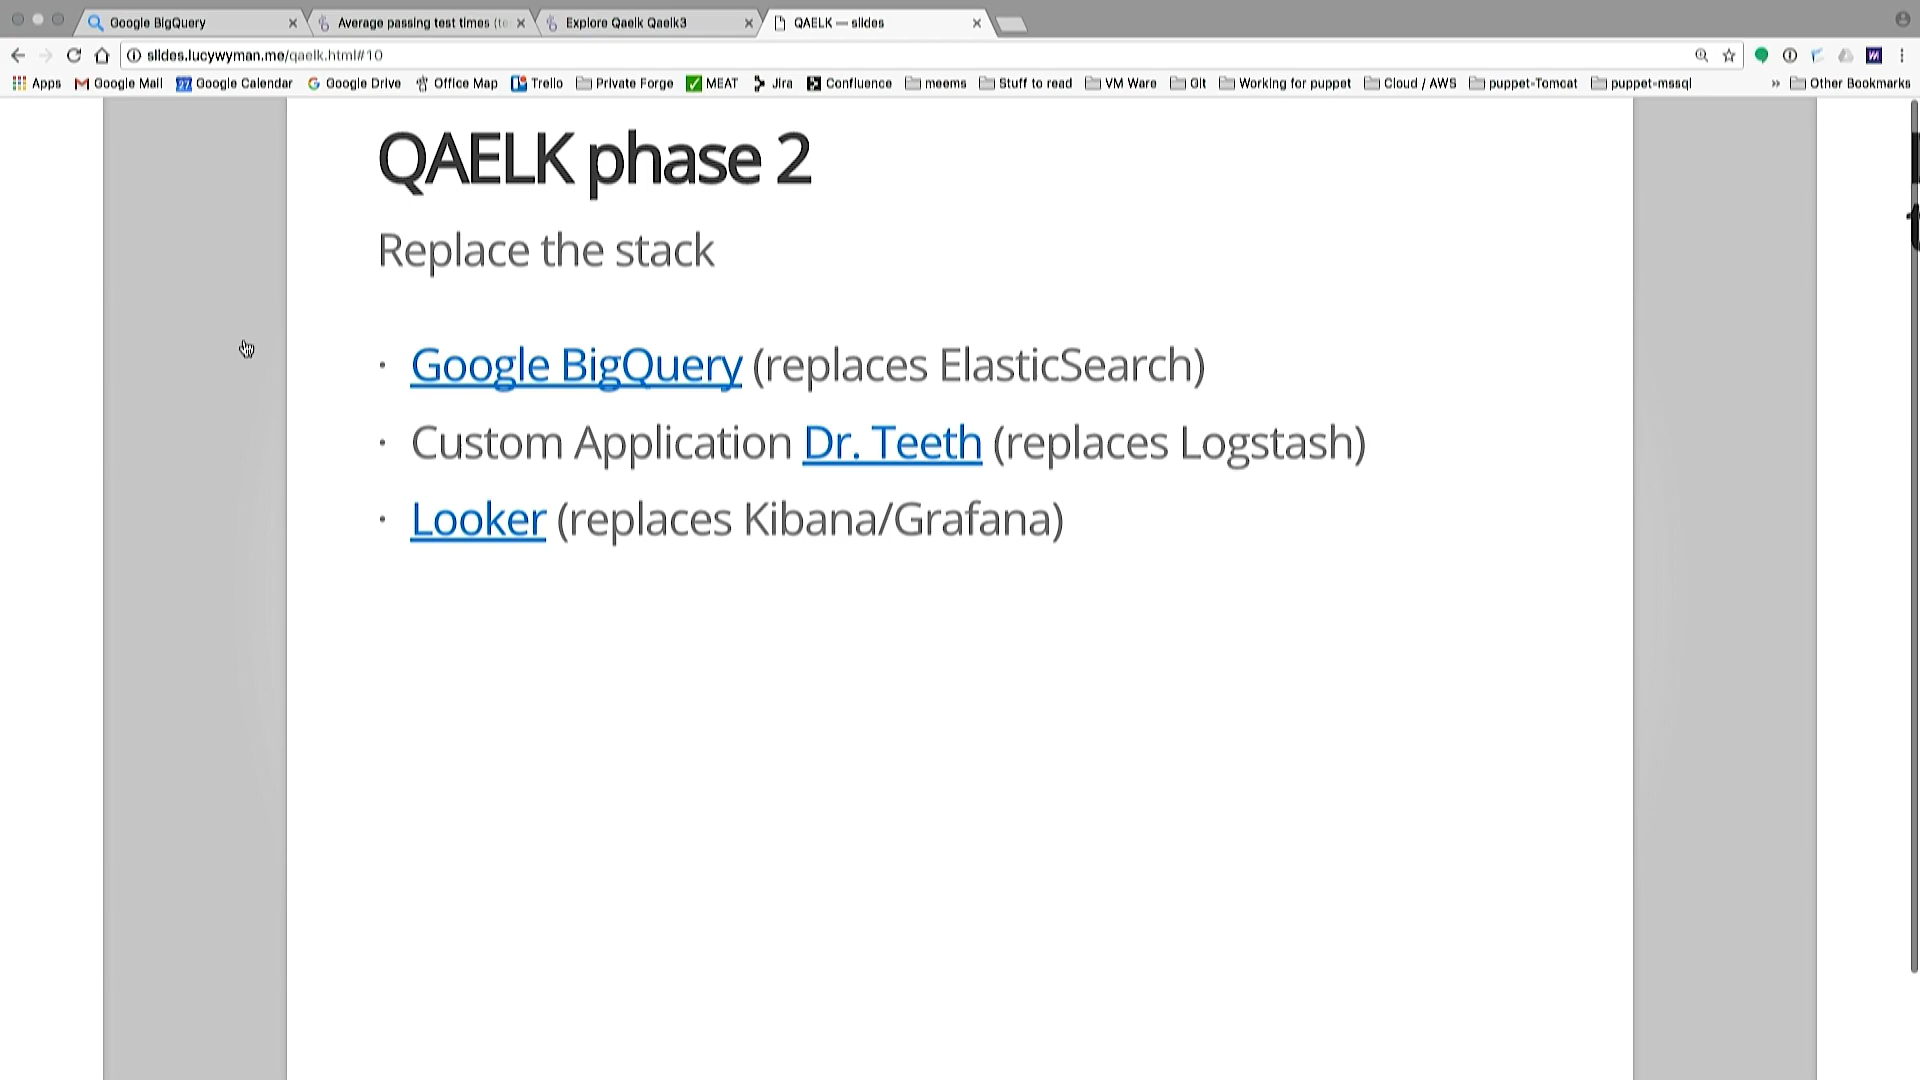 Google BigQuery
Average passing test times (te
Explore Qaelk Qaelk3
QAELK — slides
slides.lucywyman.me/qaelk.html#10
Apps
Google Mail
27 Google Calendar
Google Drive
Office Map
Trello
Private Forge
MEAT
Jira
Confluence
meems
Stuff to read
VM Ware
Git
Working for puppet
Cloud / AWS
puppet-Tomcat
puppet-mssql
» Other Bookmarks
QAELK phase 2
Replace the stack
· Google BigQuery (replaces ElasticSearch)
· Custom Application Dr. Teeth (replaces Logstash)
· Looker (replaces Kibana/Grafana)